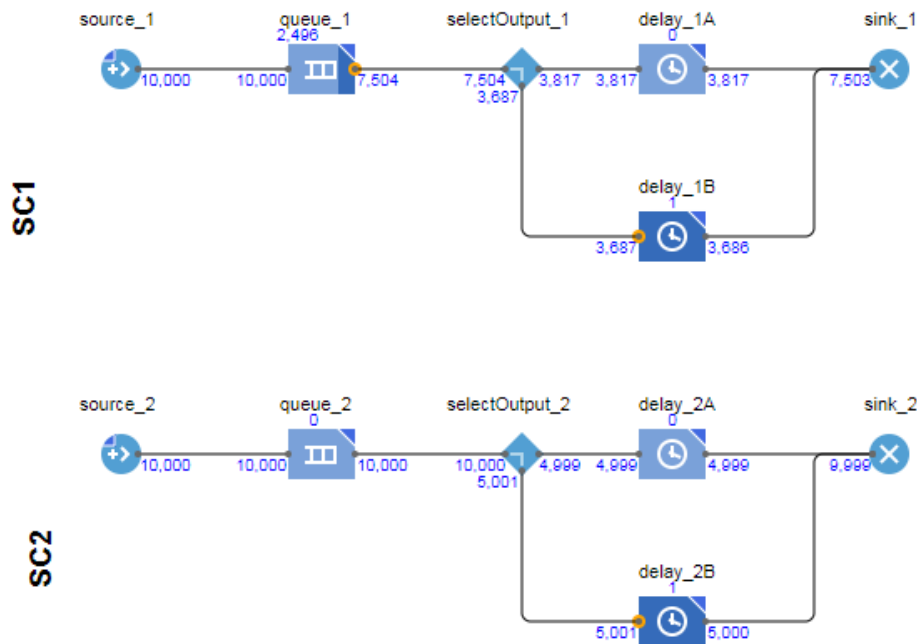 source_1 queue_1 selectOutput_1 delay_1A sink_1
2,496 0
10,000 10,000 7,504 7,504 3,817 3,817 3,817 7,503
3,687
SC1
delay_1B
1
3,687 3,686
source_2 queue_2 selectOutput_2 delay_2A sink_2
0 0
10,000 10,000 10,000 10,000 4,999 4,999 4,999 9,999
5,001
SC2
delay_2B
1
5,001 5,000